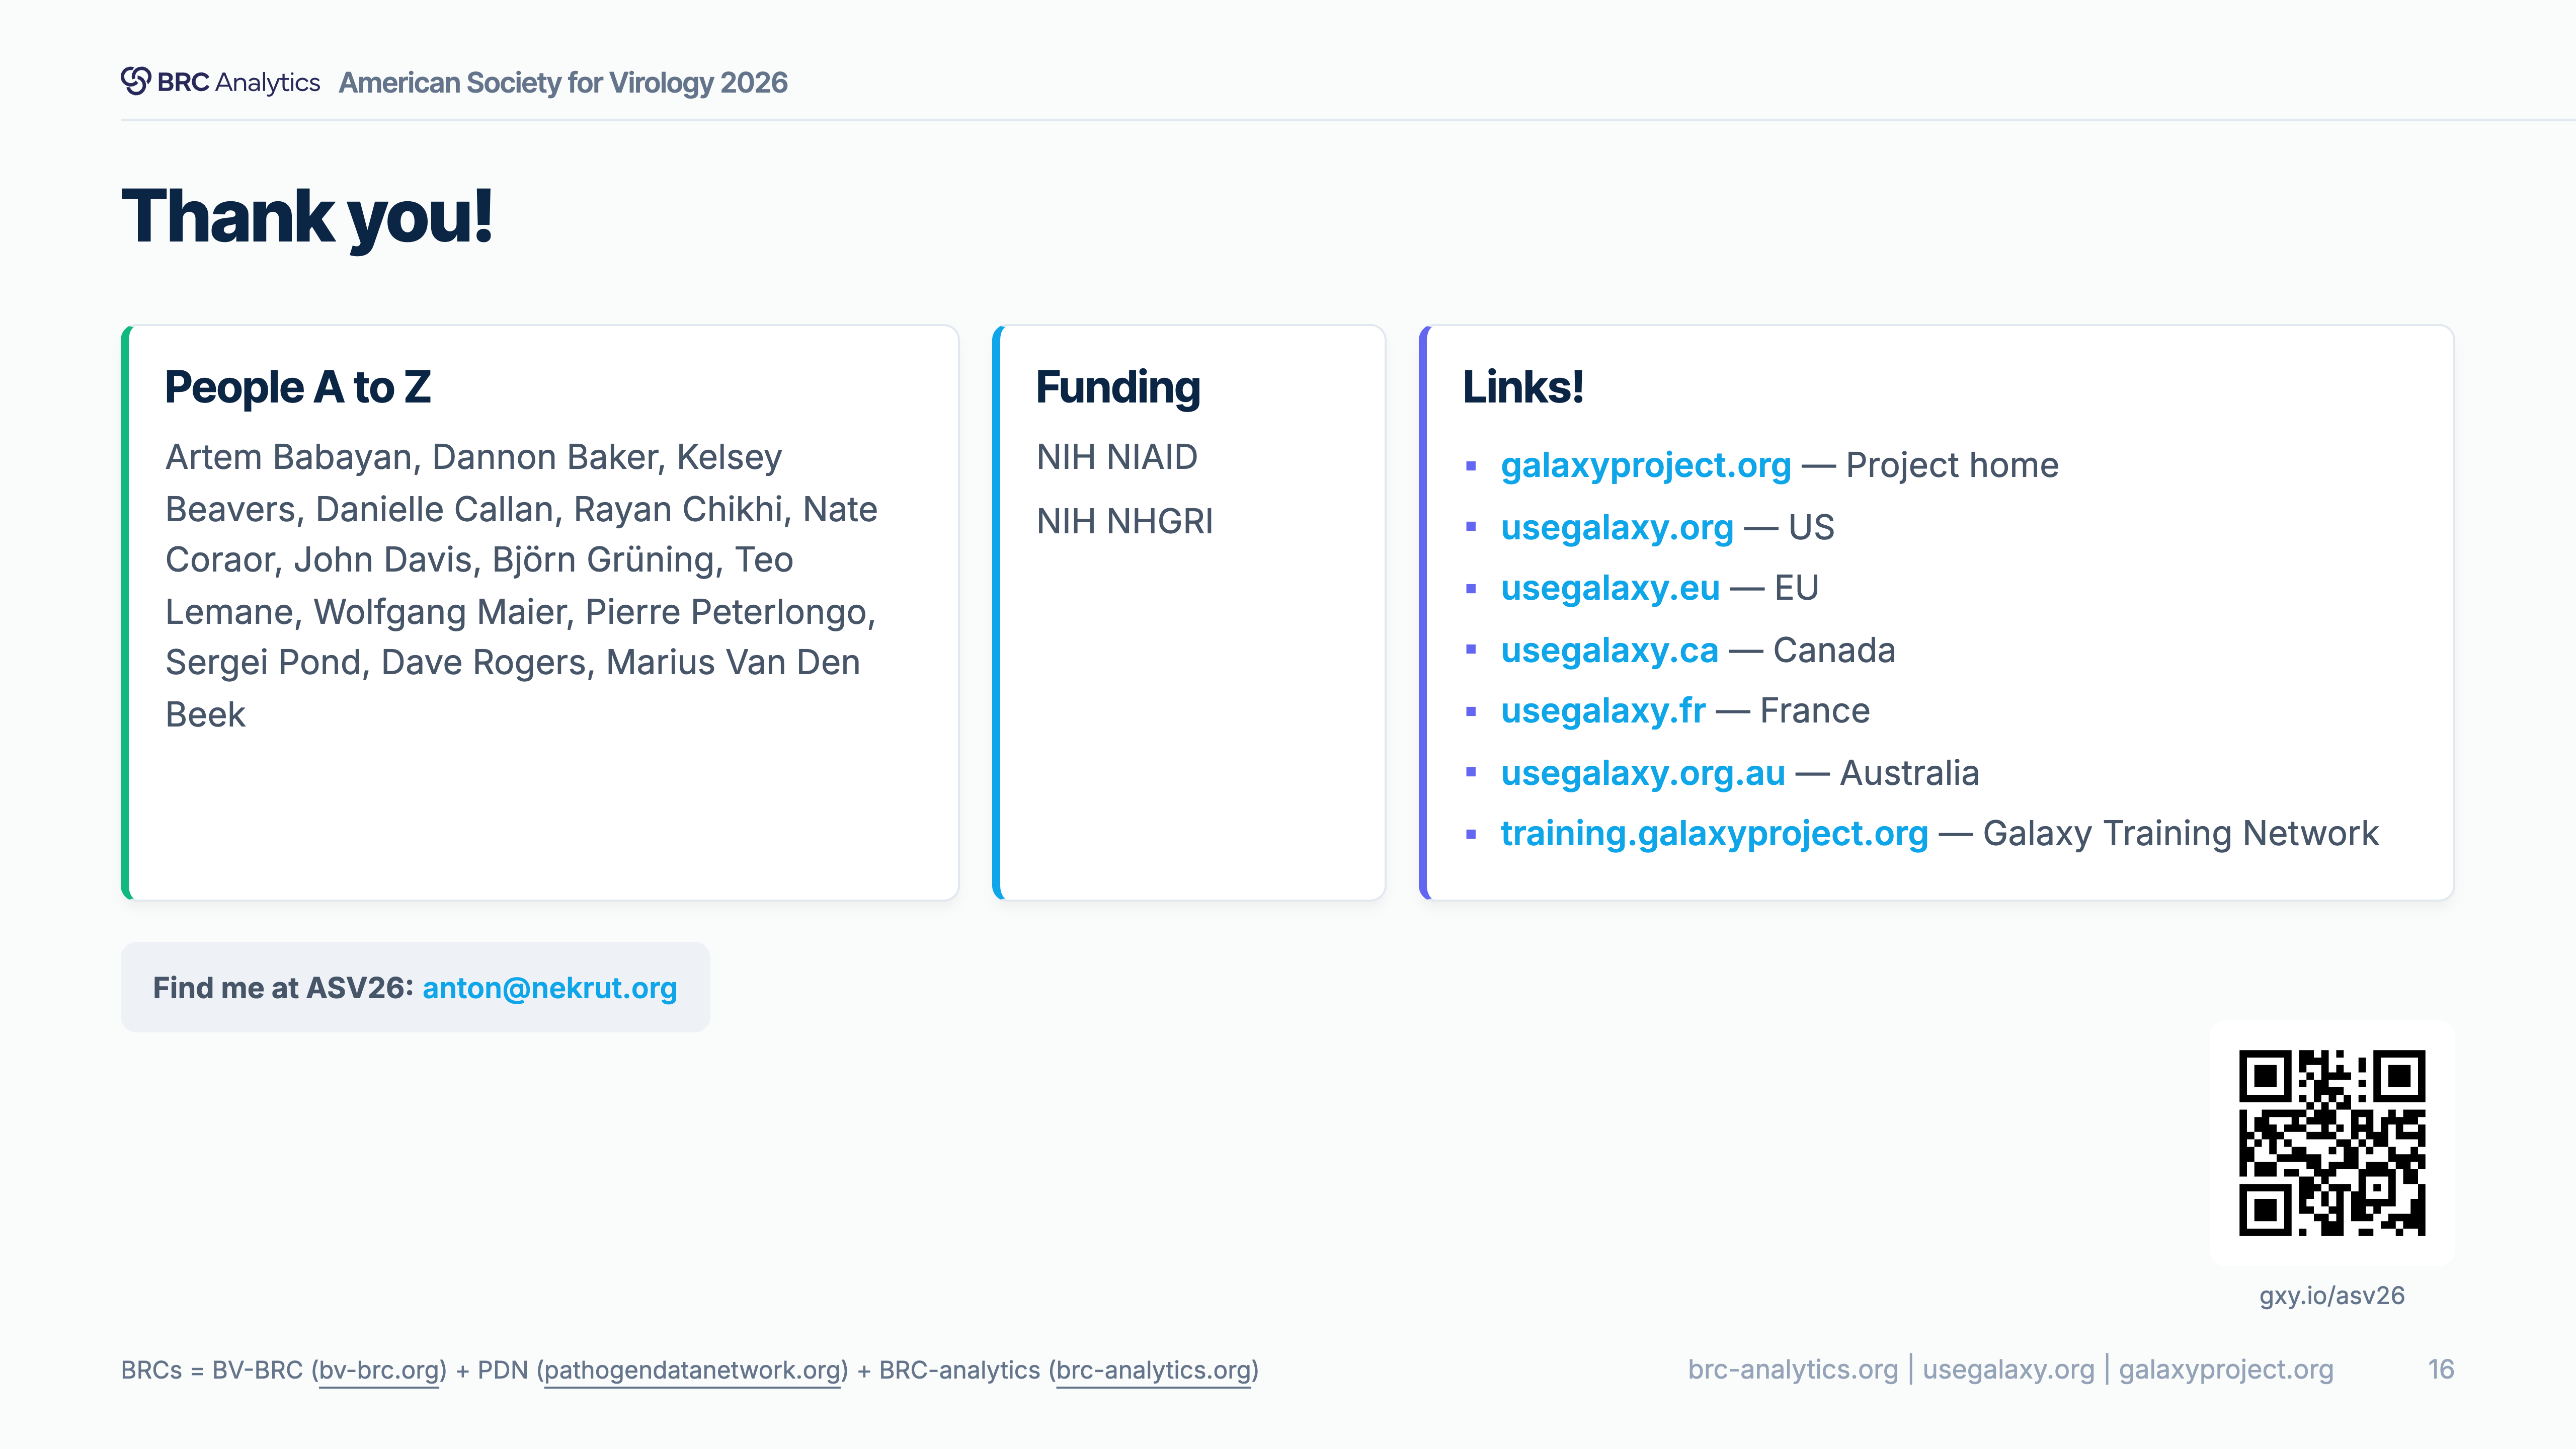 BRC Analytics American Society for Virology 2026
Thank you!
People A to Z
Artem Babayan, Dannon Baker, Kelsey
Beavers, Danielle Callan, Rayan Chikhi, Nate
Coraor, John Davis, Björn Grüning, Teo
Lemane, Wolfgang Maier, Pierre Peterlongo,
Sergei Pond, Dave Rogers, Marius Van Den
Beek
Funding
NIH NIAID
NIH NHGRI
Links!
▪ galaxyproject.org — Project home
▪ usegalaxy.org — US
▪ usegalaxy.eu — EU
▪ usegalaxy.ca — Canada
▪ usegalaxy.fr — France
▪ usegalaxy.org.au — Australia
▪ training.galaxyproject.org — Galaxy Training Network
Find me at ASV26: anton@nekrut.org
gxy.io/asv26
BRCs = BV-BRC (bv-brc.org) + PDN (pathogendatanetwork.org) + BRC-analytics (brc-analytics.org)
brc-analytics.org | usegalaxy.org | galaxyproject.org 16